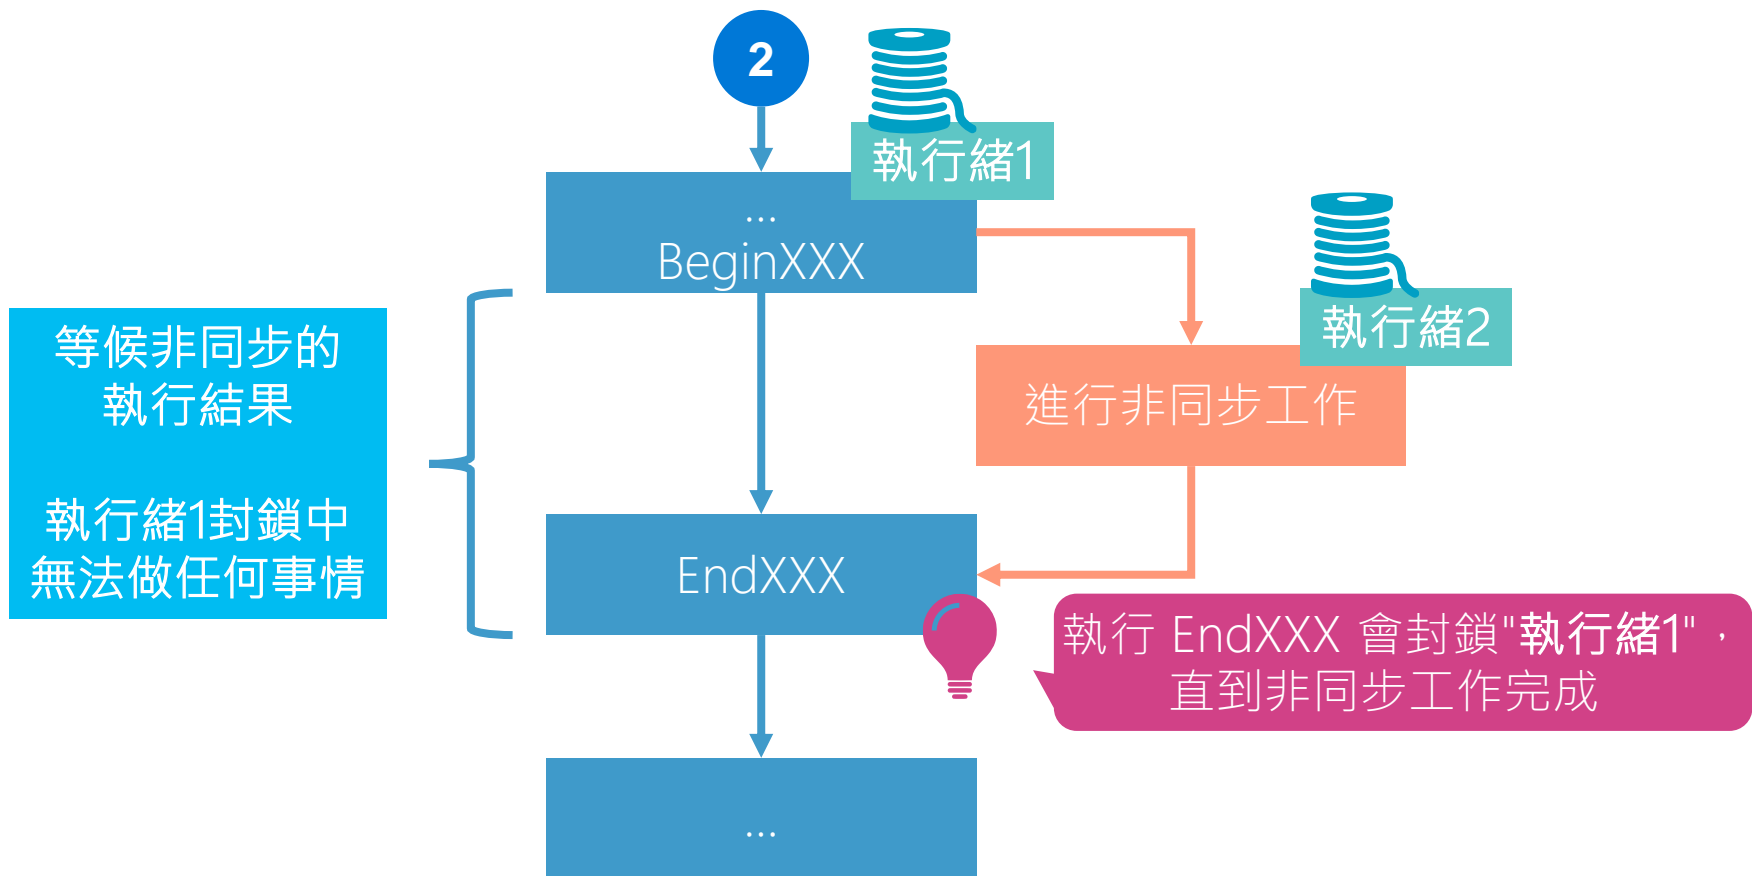 2
執行緒1
...
BeginXXX
執行緒2
等候非同步的
執行結果
執行緒1封鎖中
無法做任何事情
進行非同步工作
EndXXX
執行 EndXXX 會封鎖"執行緒1"，
直到非同步工作完成
...